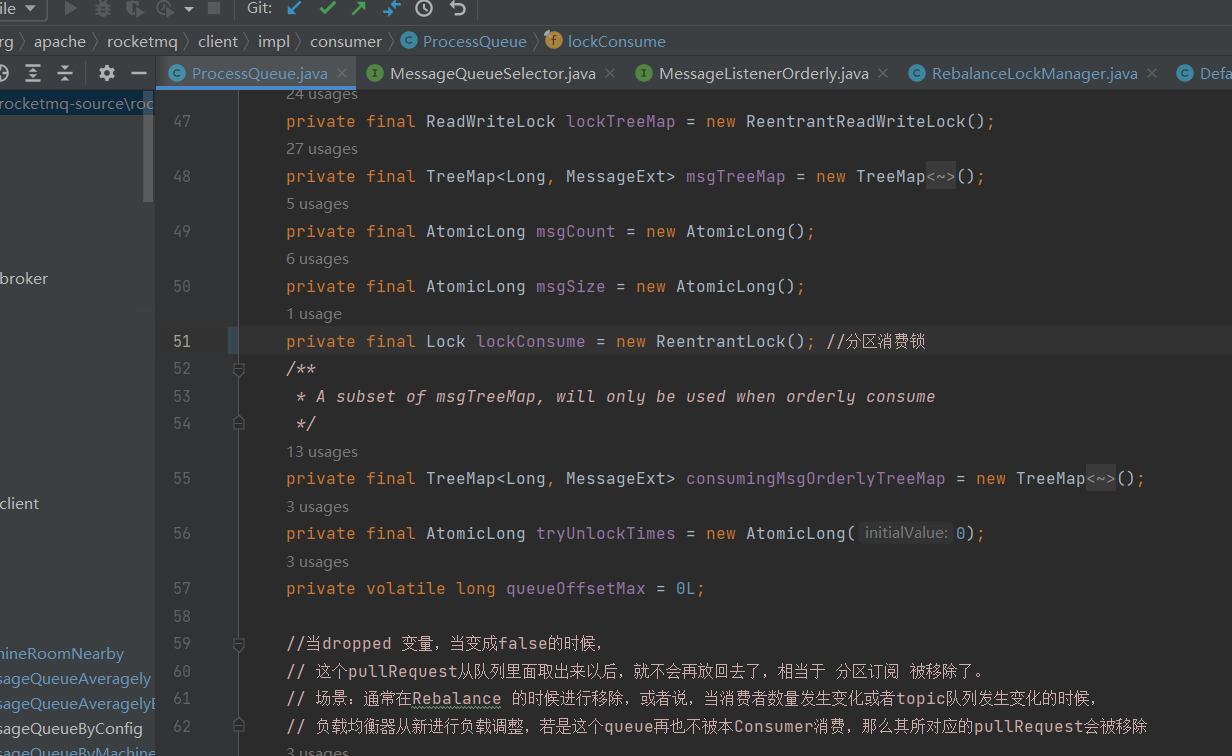 ile
Git:
rg apache rocketmq client impl consumer ProcessQueue lockConsume
ProcessQueue.java MessageQueueSelector.java MessageListenerOrderly.java RebalanceLockManager.java Defa
rocketmq-source\roc
24 usages
47 private final ReadWriteLock lockTreeMap = new ReentrantReadWriteLock();
27 usages
48 private final TreeMap<Long, MessageExt> msgTreeMap = new TreeMap<~>();
5 usages
49 private final AtomicLong msgCount = new AtomicLong();
6 usages
broker
50 private final AtomicLong msgSize = new AtomicLong();
1 usage
51 private final Lock lockConsume = new ReentrantLock(); //分区消费锁
52 /**
53 * A subset of msgTreeMap, will only be used when orderly consume
54 */
13 usages
55 private final TreeMap<Long, MessageExt> consumingMsgOrderlyTreeMap = new TreeMap<~>();
client
3 usages
56 private final AtomicLong tryUnlockTimes = new AtomicLong( initialValue: 0);
3 usages
57 private volatile long queueOffsetMax = 0L;
58
59 //当dropped 变量，当变成false的时候，
hineRoomNearby
60 // 这个pullRequest从队列里面取出来以后，就不会再放回去了，相当于 分区订阅 被移除了。
sageQueueAveragely
61 // 场景：通常在Rebalance 的时候进行移除，或者说，当消费者数量发生变化或者topic队列发生变化的时候，
sageQueueAveragelyB
62 // 负载均衡器从新进行负载调整，若是这个queue再也不被本Consumer消费，那么其所对应的pullRequest会被移除
sageQueueByConfig
sageQueueByMachine
3 usages